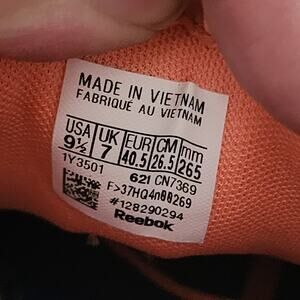 MADE IN VIETNAM
FABRIQUÉ AU VIETNAM
USA UK EUR CM mm
9½ 7 40.5 26.5 265
1Y3501 621 CN7369
F>37HQ4n00269
#128290294
Reebok